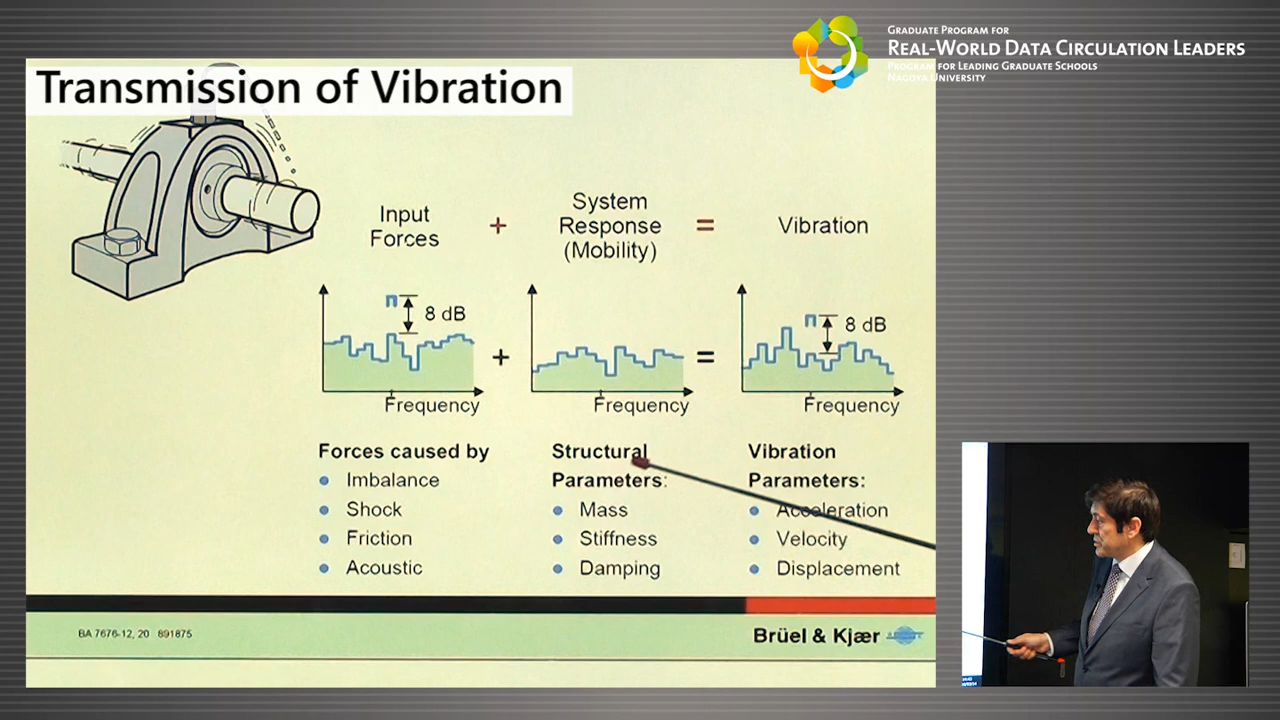 GRADUATE PROGRAM FOR
REAL-WORLD DATA CIRCULATION LEADERS
PROGRAM FOR LEADING GRADUATE SCHOOLS
NAGOYA UNIVERSITY
Transmission of Vibration
Input
Forces
+
System
Response
(Mobility)
=
Vibration
8 dB
8 dB
+
=
Frequency
Frequency
Frequency
Forces caused by
• Imbalance
• Shock
• Friction
• Acoustic
Structural
Parameters:
• Mass
• Stiffness
• Damping
Vibration
Parameters:
• Acceleration
• Velocity
• Displacement
BA 7676-12, 20 891875
Brüel & Kjær